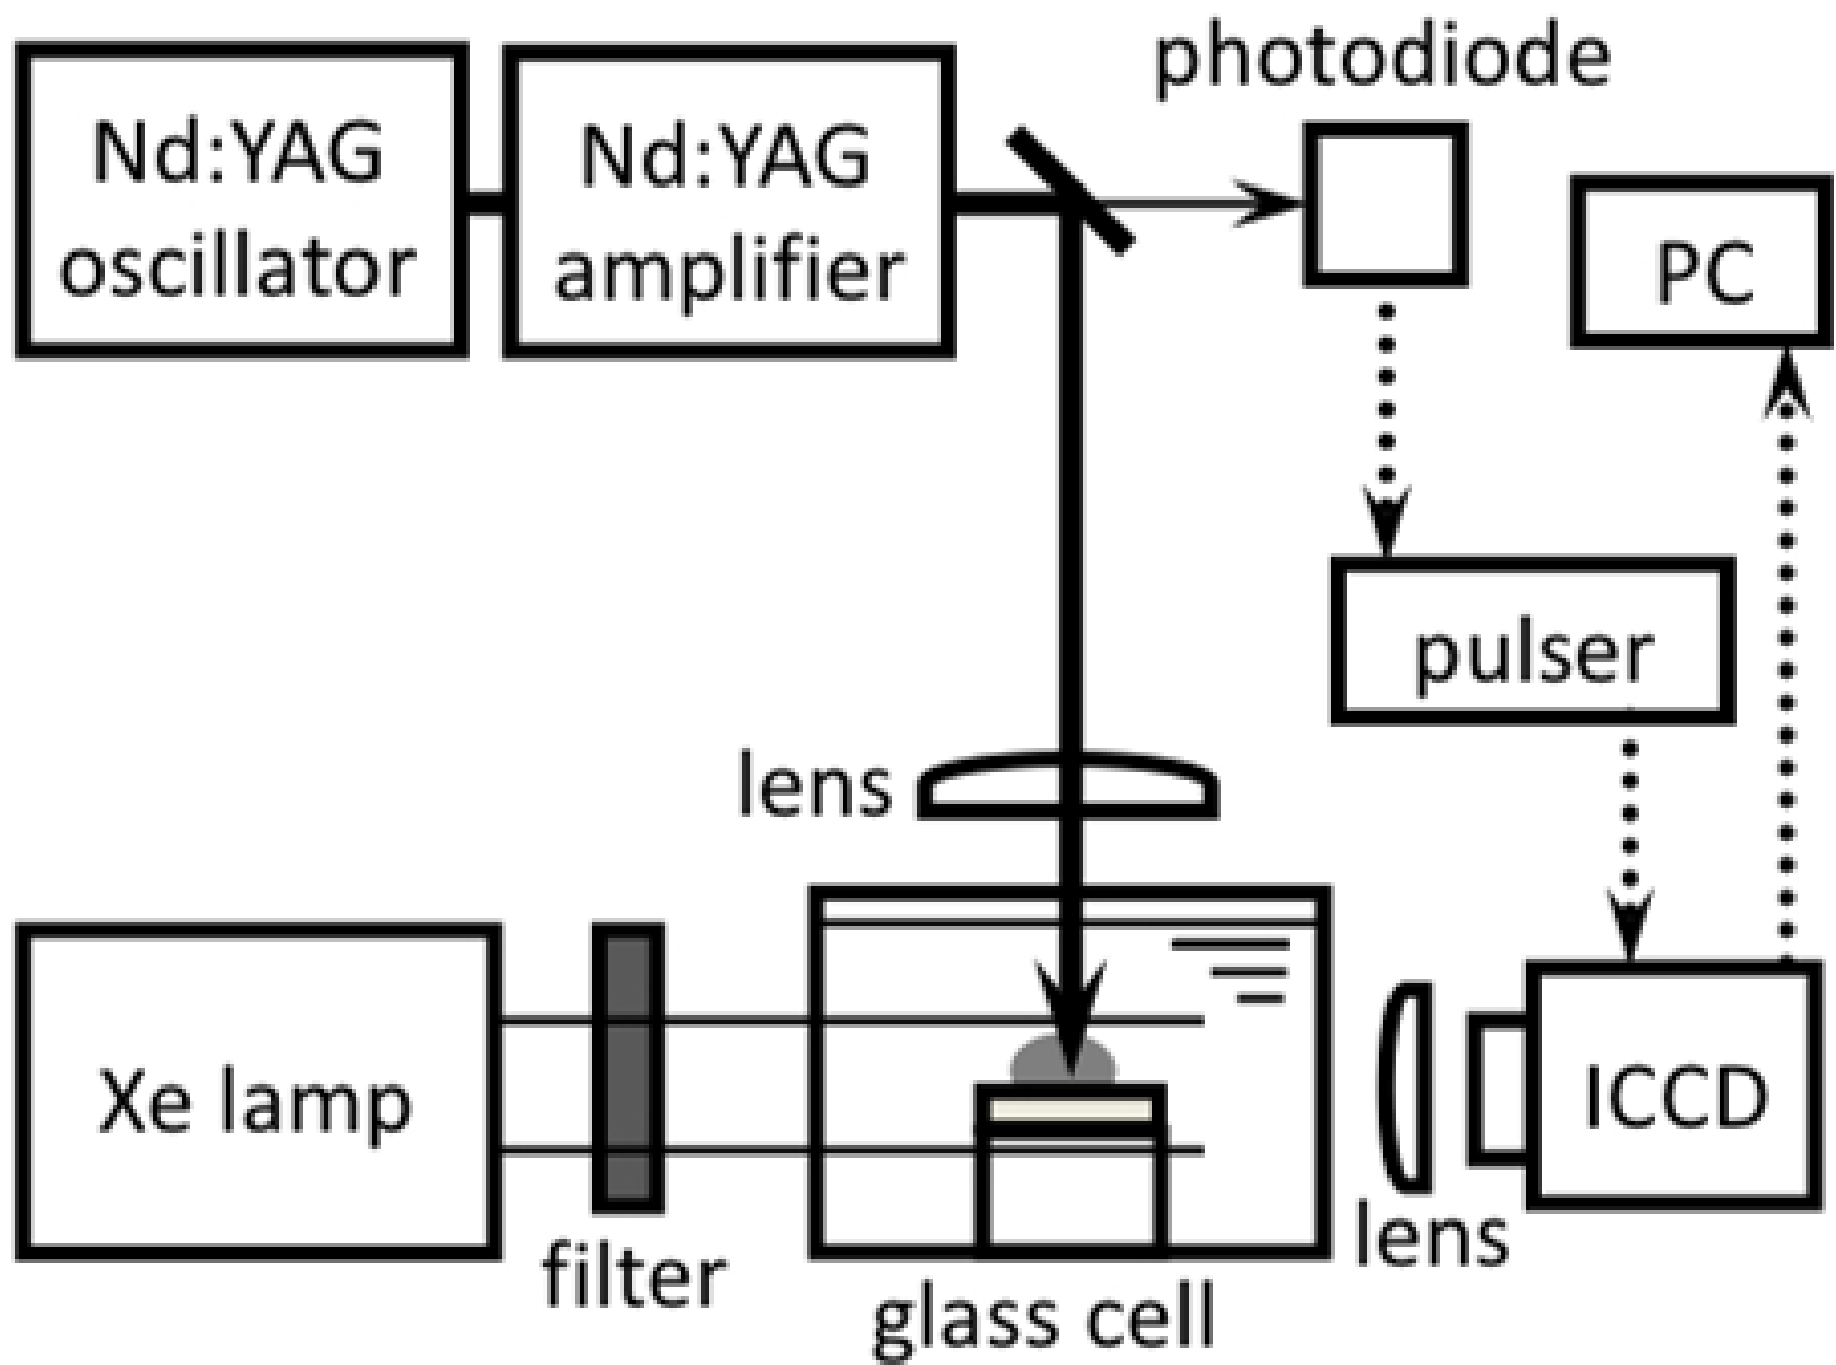 photodiode
Nd:YAG
oscillator
Nd:YAG
amplifier
PC
pulser
lens
Xe lamp
ICCD
lens
filter
glass cell